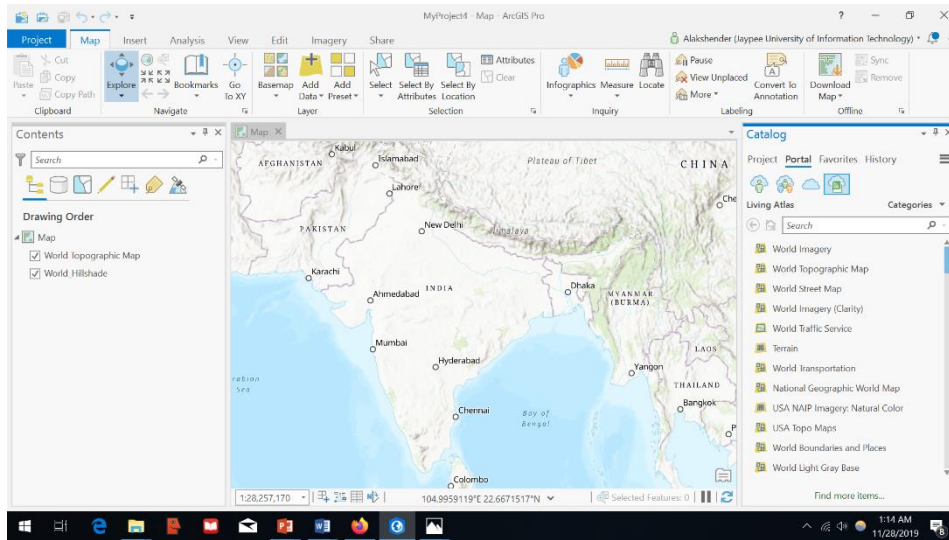 MyProject4 - Map - ArcGIS Pro
?
Project Map Insert Analysis View Edit Imagery Share
Alakshender (Jaypee University of Information Technology)
Paste
Cut
Copy
Copy Path
Clipboard
Explore
Bookmarks
Go To XY
Navigate
Basemap
Add Data
Add Preset
Layer
Select
Select By Attributes
Select By Location
Attributes
Clear
Selection
Infographics
Measure
Locate
Inquiry
Pause
View Unplaced
More
Convert To Annotation
Labeling
Download Map
Sync
Remove
Offline
Contents
Search
Drawing Order
Map
World Topographic Map
World Hillshade
Map
Kabul
AFGHANISTAN
Islamabad
Plateau of Tibet
CHINA
Lahore
Che
PAKISTAN
New Delhi
Himalaya
Karachi
Ahmedabad
INDIA
Dhaka
MYANMAR
(BURMA)
Mumbai
LAOS
Hyderabad
Yangon
rabian
Sea
THAILAND
Bangkok
Chennai
Bay of
Bengal
P
Colombo
1:28,257,170
104.9959119°E 22.6671517°N
Selected Features: 0
Catalog
Project Portal Favorites History
Living Atlas
Categories
Search
World Imagery
World Topographic Map
World Street Map
World Imagery (Clarity)
World Traffic Service
Terrain
World Transportation
National Geographic World Map
USA NAIP Imagery: Natural Color
USA Topo Maps
World Boundaries and Places
World Light Gray Base
Find more items...
1:14 AM
11/28/2019